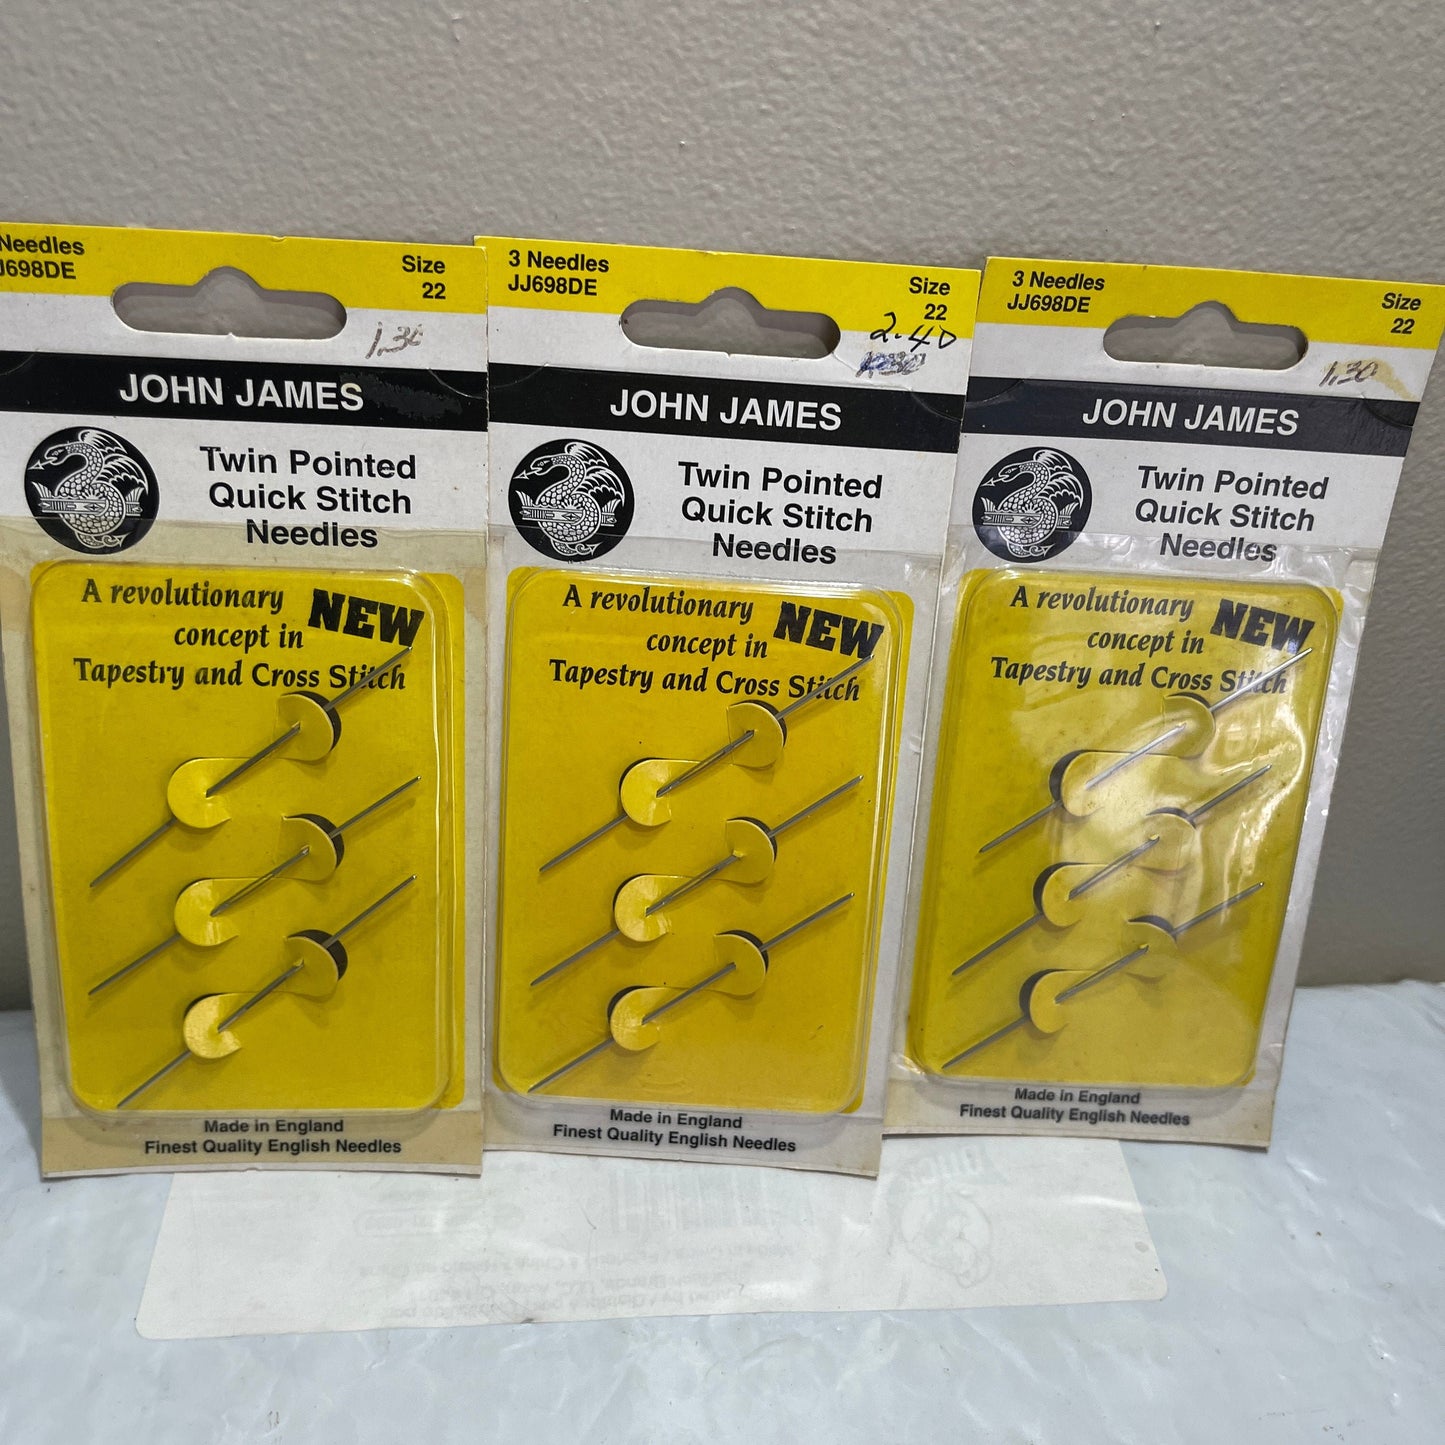 Needles
J698DE
Size
22
1.30
JOHN JAMES
Twin Pointed
Quick Stitch
Needles
A revolutionary
concept in
NEW
Tapestry and Cross Stitch
Made in England
Finest Quality English Needles
3 Needles
JJ698DE
Size
22
2.40
JOHN JAMES
Twin Pointed
Quick Stitch
Needles
A revolutionary
concept in
NEW
Tapestry and Cross Stitch
Made in England
Finest Quality English Needles
3 Needles
JJ698DE
Size
22
1.30
JOHN JAMES
Twin Pointed
Quick Stitch
Needles
A revolutionary
concept in
NEW
Tapestry and Cross Stitch
Made in England
Finest Quality English Needles